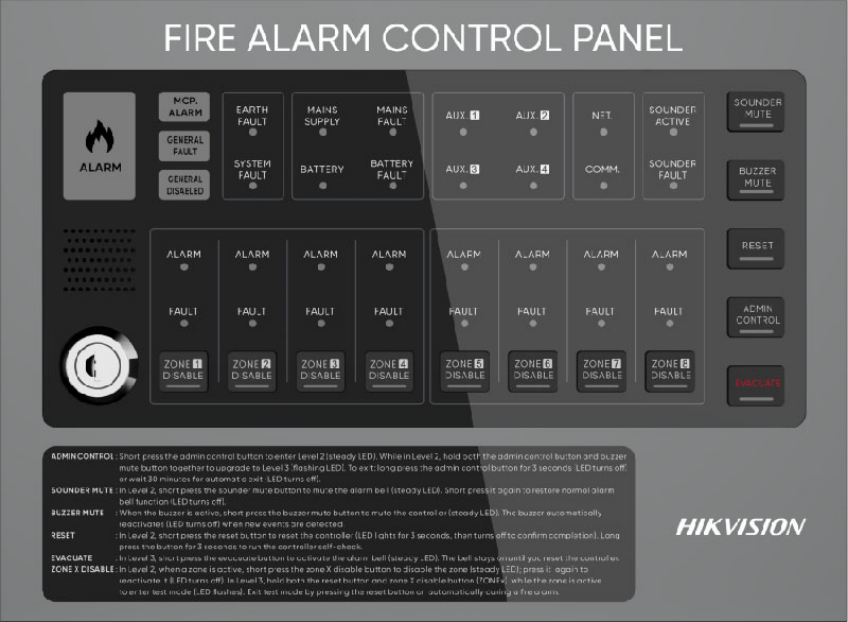 FIRE ALARM CONTROL PANEL
ALARM
MCP.
ALARM
GENERAL
FAULT
GENERAL
DISABLED
EARTH
FAULT
SYSTEM
FAULT
MAINS
SUPPLY
MAINS
FAULT
BATTERY
BATTERY
FAULT
AUX. 1
AUX. 2
AUX. 3
AUX. 4
NET.
COMM.
SOUNDER
ACTIVE
SOUNDER
FAULT
SOUNDER
MUTE
BUZZER
MUTE
RESET
ADMIN
CONTROL
EVACUATE
ALARM ALARM ALARM ALARM ALARM ALARM ALARM ALARM
FAULT FAULT FAULT FAULT FAULT FAULT FAULT FAULT
ZONE 1 ZONE 2 ZONE 3 ZONE 4 ZONE 5 ZONE 6 ZONE 7 ZONE 8
DISABLE DISABLE DISABLE DISABLE DISABLE DISABLE DISABLE DISABLE
ADMIN CONTROL : Short press the admin control button to enter Level 2 (steady LED). While in Level 2, hold both the admin control button and buzzer
mute button together to upgrade to Level 3 (flashing LED). To exit: long press the admin control button for 3 seconds (LED turns off)
or wait 30 minutes for automatic exit (LED turns off).
SOUNDER MUTE : In Level 2, short press the sounder mute button to mute the alarm bell (steady LED). Short press it again to restore normal alarm
bell function (LED turns off).
BUZZER MUTE : When the buzzer is active, short press the buzzer mute button to mute the controller (steady LED). The buzzer automatically
reactivates (LED turns off) when new events are detected.
RESET : In Level 2, short press the reset button to reset the controller (LED lights for 3 seconds, then turns off to confirm completion). Long
press the button for 3 seconds to run the controller self-check.
EVACUATE : In Level 3, short press the evacuate button to activate the alarm bell (steady LED). The bell stays on until you reset the controller.
ZONE X DISABLE : In Level 2, when a zone is active, short press the zone X disable button to disable the zone (steady LED); press it again to
reactivate it (LED turns off). In Level 3, hold both the reset button and zone X disable button (ZONEx) while the zone is active
to enter test mode (LED flashes). Exit test mode by pressing the reset button or automatically during a fire alarm.
HIKVISION